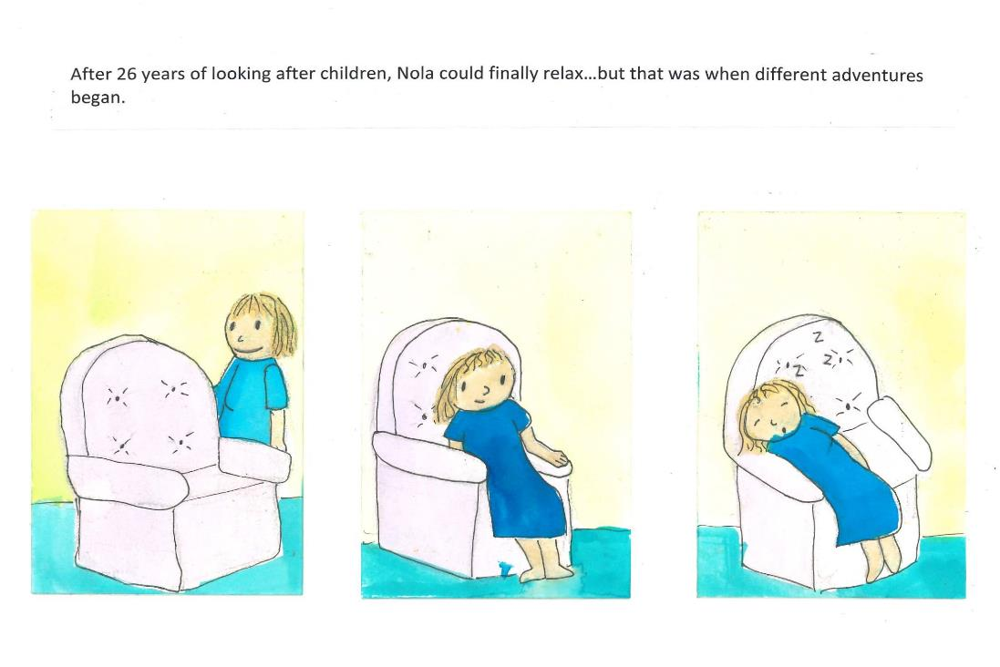 After 26 years of looking after children, Nola could finally relax...but that was when different adventures
began.
z
z
z